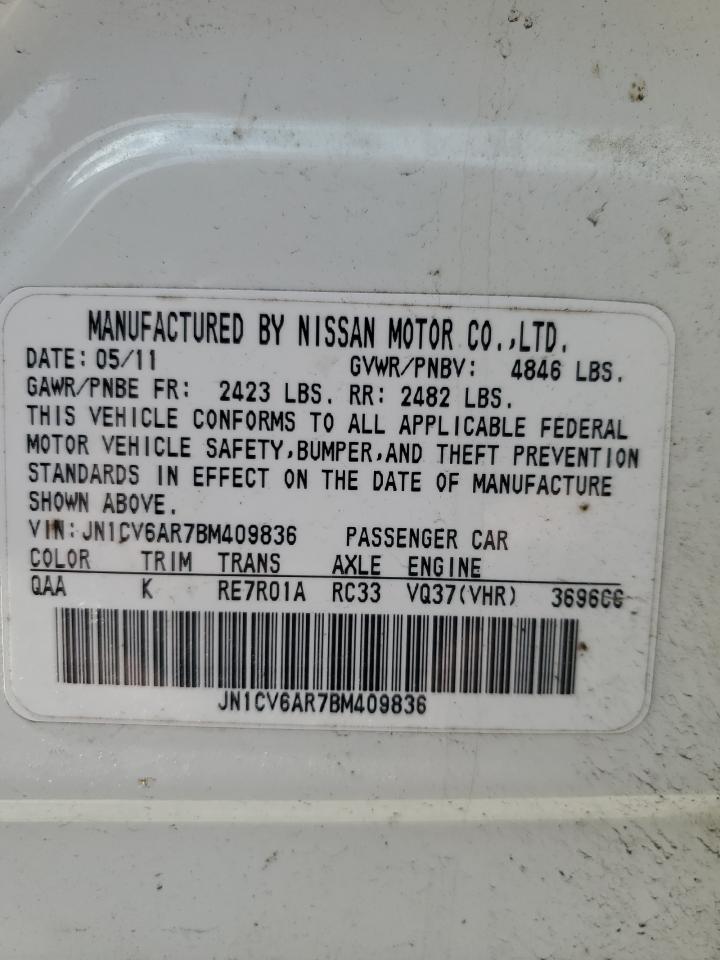 MANUFACTURED BY NISSAN MOTOR CO.,LTD.
DATE: 05/11 GVWR/PNBV: 4846 LBS.
GAWR/PNBE FR: 2423 LBS. RR: 2482 LBS.
THIS VEHICLE CONFORMS TO ALL APPLICABLE FEDERAL
MOTOR VEHICLE SAFETY,BUMPER,AND THEFT PREVENTION
STANDARDS IN EFFECT ON THE DATE OF MANUFACTURE
SHOWN ABOVE.
VIN:JN1CV6AR7BM409836 PASSENGER CAR
COLOR TRIM TRANS AXLE ENGINE
QAA K RE7R01A RC33 VQ37(VHR) 3696CC
JN1CV6AR7BM409836